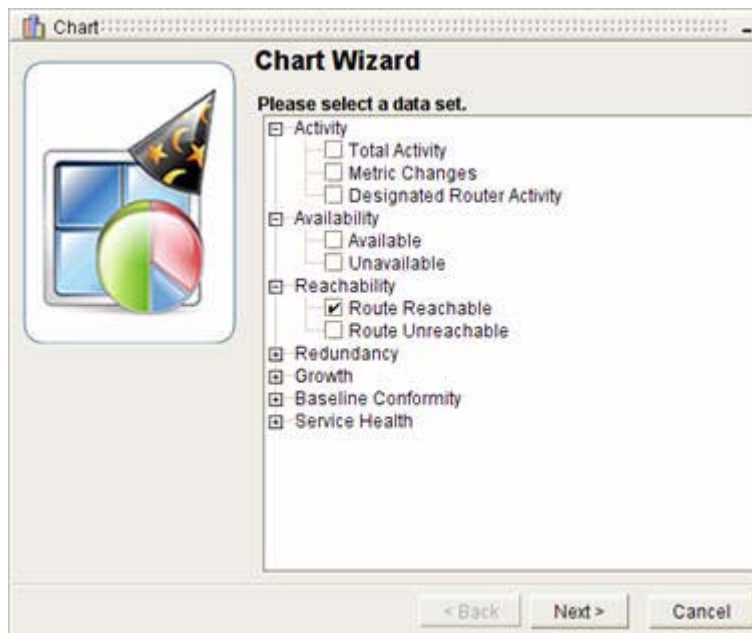 Chart
Chart Wizard
Please select a data set.
Activity
Total Activity
Metric Changes
Designated Router Activity
Availability
Available
Unavailable
Reachability
Route Reachable
Route Unreachable
Redundancy
Growth
Baseline Conformity
Service Health
< Back
Next >
Cancel